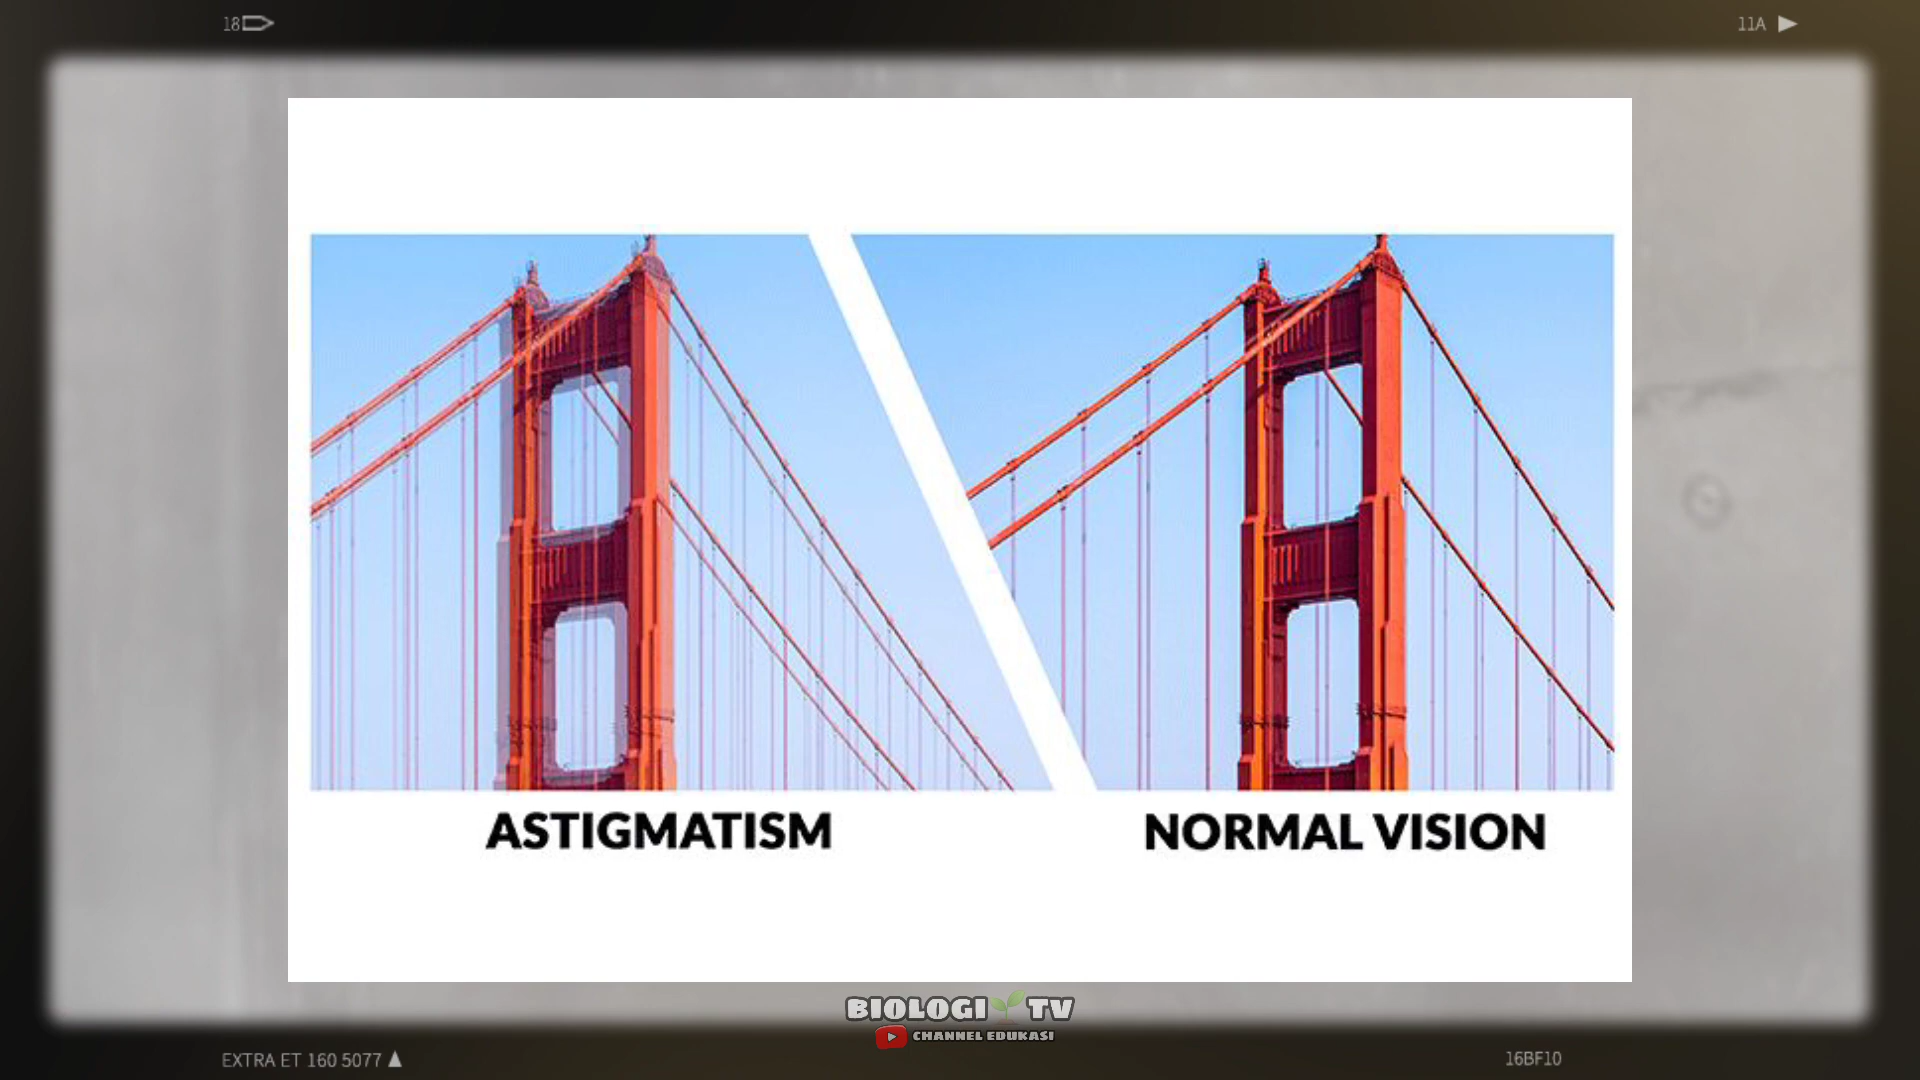 18
11A
ASTIGMATISM
NORMAL VISION
BIOLOGI TV
CHANNEL EDUKASI
EXTRA ET 160 5077
16BF10